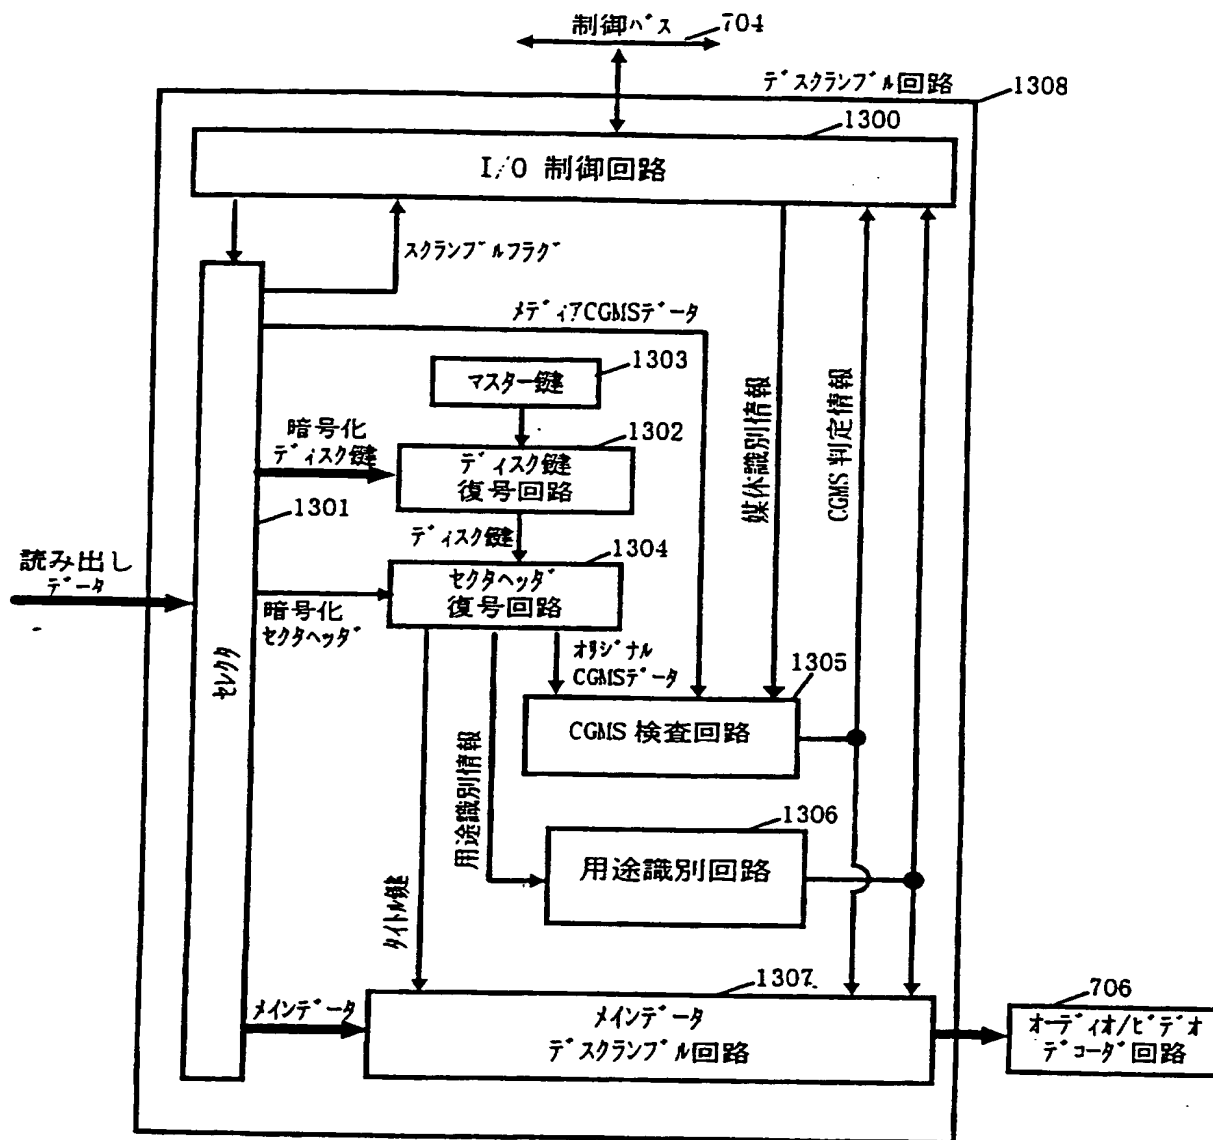 制御バス
704
デスクランブル回路
1308
1300
I/O 制御回路
スクランブルフラグ
メディアCGMSデータ
1303
マスター鍵
媒体識別情報
CGMS 判定情報
暗号化
ディスク鍵
1302
ディスク鍵
復号回路
1301
ディスク鍵
1304
読み出し
データ
セクタヘッダ
復号回路
暗号化
セクタヘッダ
セレクタ
オリジナル
CGMSデータ
1305
CGMS 検査回路
用途識別情報
1306
用途識別回路
タイトル鍵
1307
メインデータ
メインデータ
デスクランブル回路
706
オーディオ/ビデオ
デコーダ回路